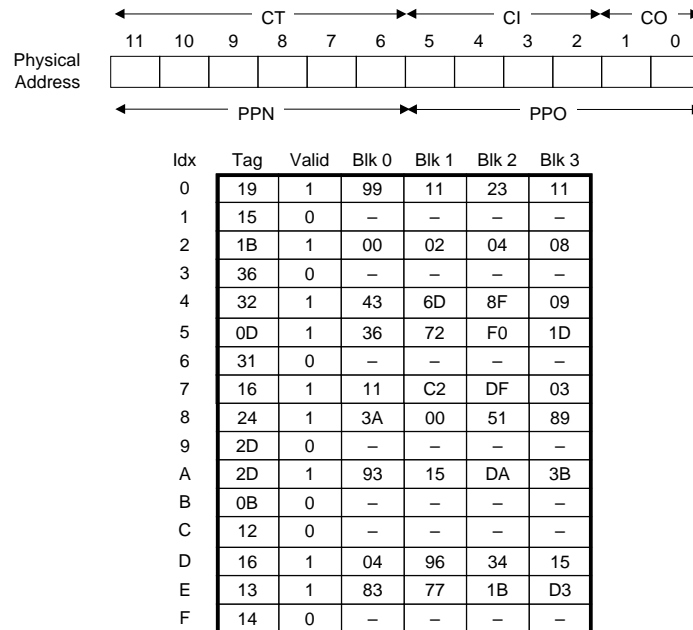 CT CI CO
11 10 9 8 7 6 5 4 3 2 1 0
Physical
Address
PPN PPO
Idx Tag Valid Blk 0 Blk 1 Blk 2 Blk 3
0 19 1 99 11 23 11
1 15 0 – – – –
2 1B 1 00 02 04 08
3 36 0 – – – –
4 32 1 43 6D 8F 09
5 0D 1 36 72 F0 1D
6 31 0 – – – –
7 16 1 11 C2 DF 03
8 24 1 3A 00 51 89
9 2D 0 – – – –
A 2D 1 93 15 DA 3B
B 0B 0 – – – –
C 12 0 – – – –
D 16 1 04 96 34 15
E 13 1 83 77 1B D3
F 14 0 – – – –